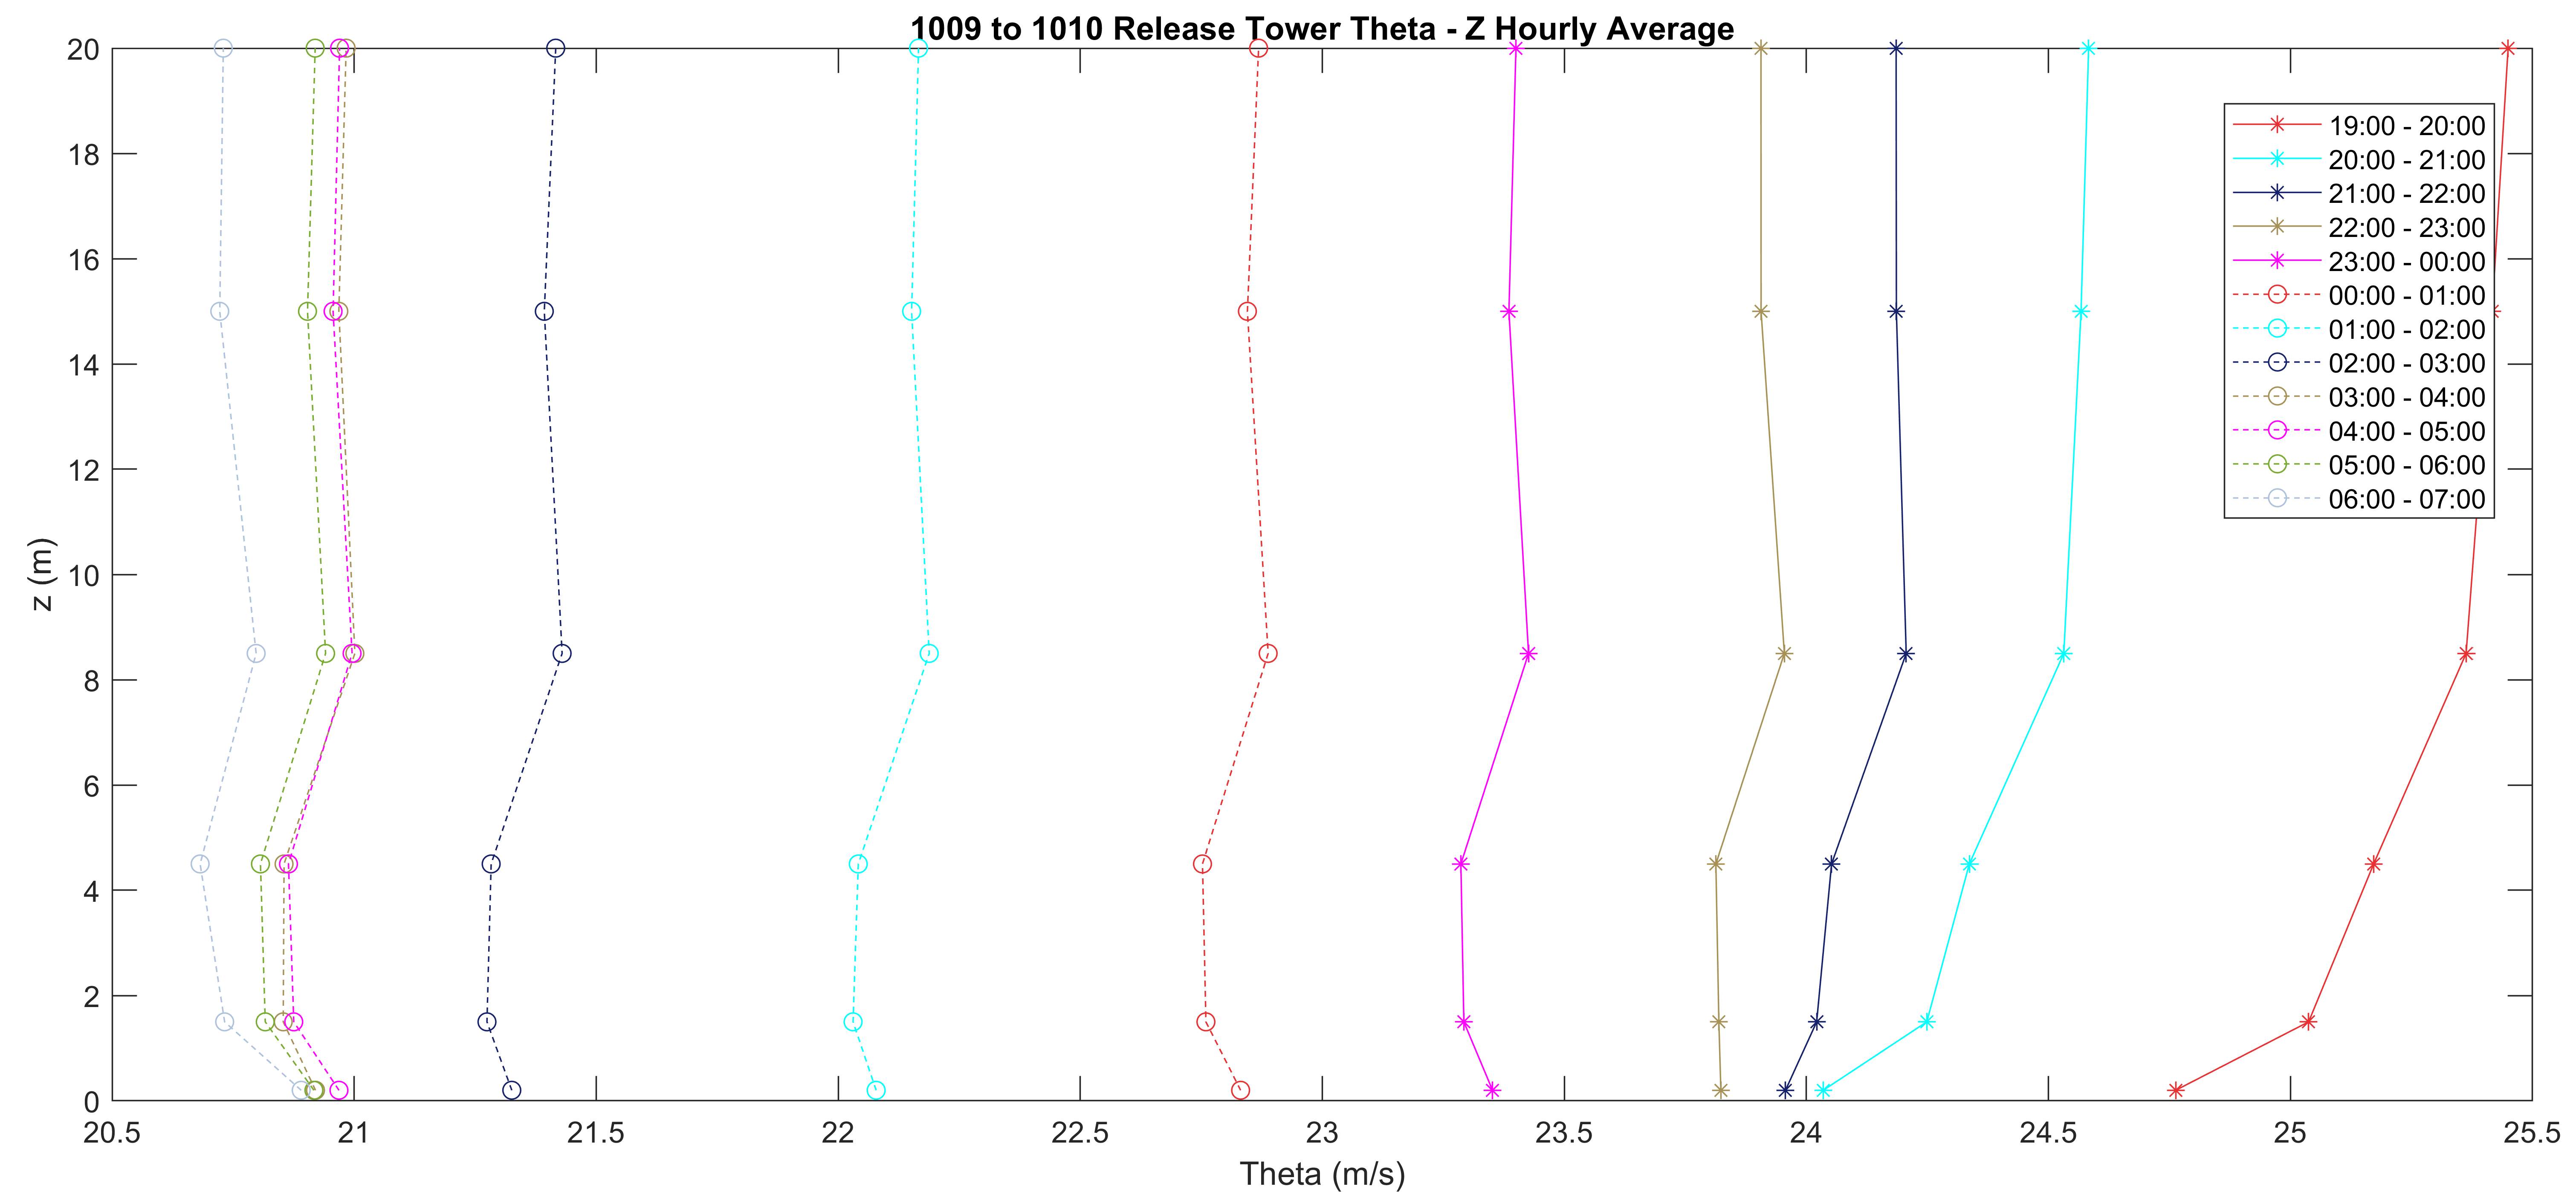 1009 to 1010 Release Tower Theta - Z Hourly Average
20
18
16
14
12
10
8
6
4
2
0
z (m)
19:00 - 20:00
20:00 - 21:00
21:00 - 22:00
22:00 - 23:00
23:00 - 00:00
00:00 - 01:00
01:00 - 02:00
02:00 - 03:00
03:00 - 04:00
04:00 - 05:00
05:00 - 06:00
06:00 - 07:00
20.5 21 21.5 22 22.5 23 23.5 24 24.5 25 25.5
Theta (m/s)